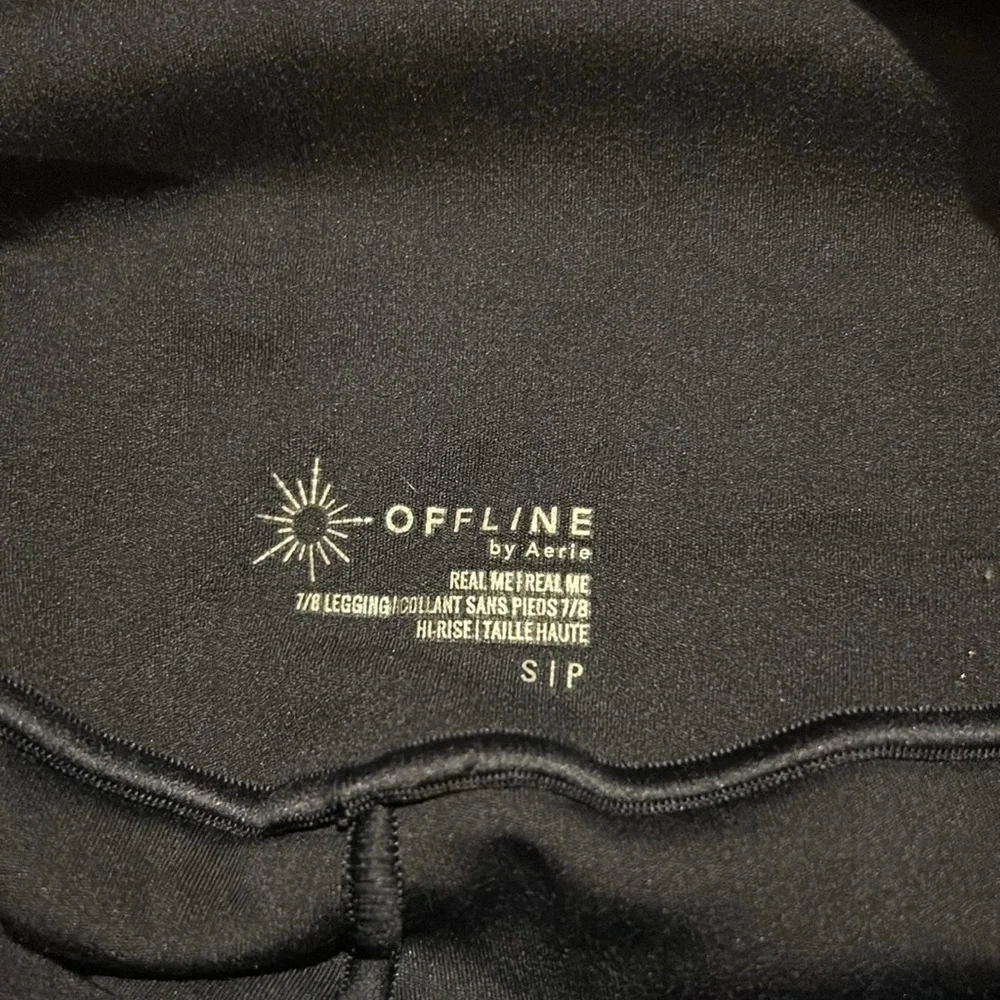 OFFLINE
by Aerie
REAL ME | REAL ME
7/8 LEGGING | COLLANT SANS PIEDS 7/8
HI-RISE | TAILLE HAUTE
S | P